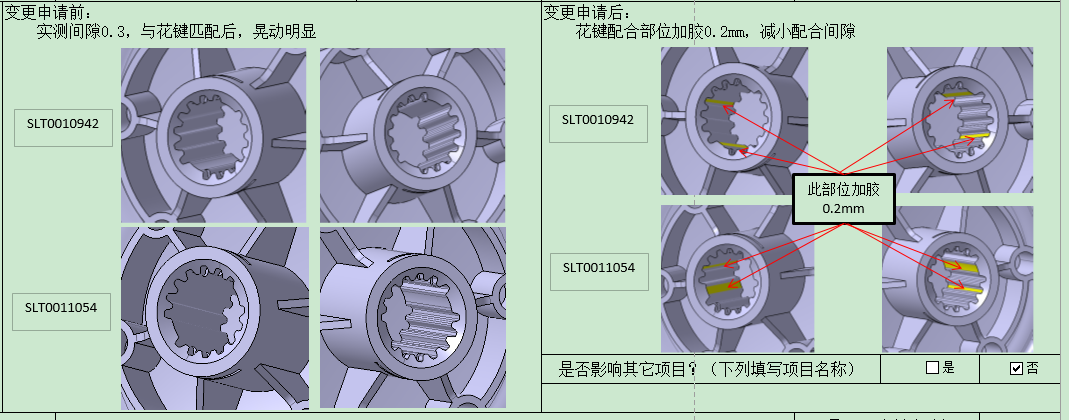 变更申请前：
实测间隙0.3，与花键匹配后，晃动明显
SLT0010942
SLT0011054
变更申请后：
花键配合部位加胶0.2mm，减小配合间隙
SLT0010942
此部位加胶
0.2mm
SLT0011054
是否影响其它项目？（下列填写项目名称）
是
否